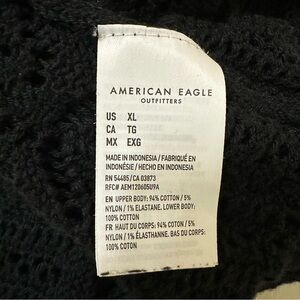 AMERICAN EAGLE
OUTFITTERS
US XL
CA TG
MX EXG
MADE IN INDONESIA / FABRIQUÉ EN
INDONÉSIE / HECHO EN INDONESIA
RN 54485 / CA 03873
RFC# AEM120605U9A
EN: UPPER BODY: 94% COTTON / 5%
NYLON / 1% ELASTANE. LOWER BODY:
100% COTTON
FR: HAUT DU CORPS: 94% COTON / 5%
NYLON / 1% ÉLASTHANNE. BAS DU CORPS:
100% COTON